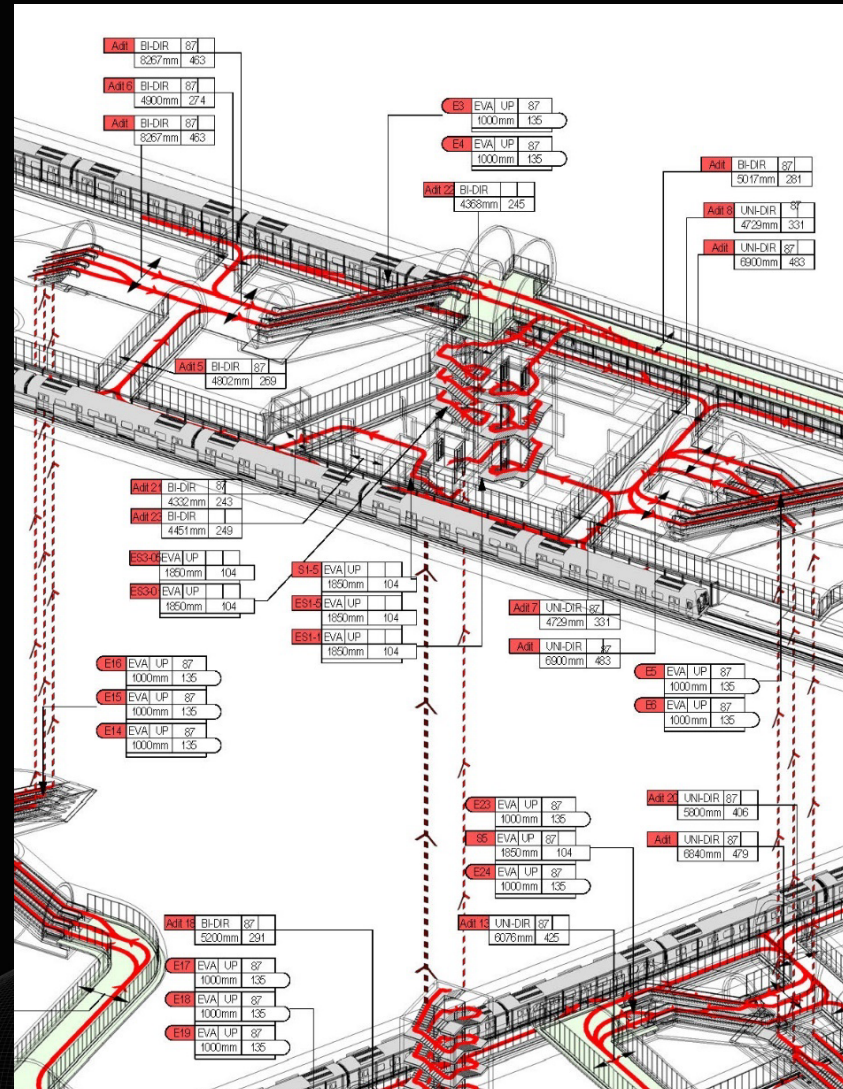 Adit BI-DIR 87
8267mm 463
Adit 6 BI-DIR 87
4900mm 274
Adit BI-DIR 87
8267mm 463
E3 EVA UP 87
1000mm 135
E4 EVA UP 87
1000mm 135
Adit 22 BI-DIR
4368mm 245
Adit BI-DIR 87
5017mm 281
Adit 8 UNI-DIR 87
4729mm 331
Adit UNI-DIR 87
6900mm 483
Adit 5 BI-DIR 87
4802mm 269
Adit 21 BI-DIR 87
4332mm 243
Adit 23 BI-DIR
4451mm 249
ES3-05 EVA UP
1850mm 104
ES3-0 EVA UP
1850mm 104
S1-5 EVA UP
1850mm 104
ES1-5 EVA UP
1850mm 104
ES1-1 EVA UP
1850mm 104
Adit 7 UNI-DIR 87
4729mm 331
Adit UNI-DIR 87
6900mm 483
E5 EVA UP 87
1000mm 135
E6 EVA UP 87
1000mm 135
E16 EVA UP 87
1000mm 135
E15 EVA UP 87
1000mm 135
E14 EVA UP 87
1000mm 135
E23 EVA UP 87
1000mm 135
S5 EVA UP 87
1850mm 104
E24 EVA UP 87
1000mm 135
Adit 20 UNI-DIR 87
5800mm 406
Adit UNI-DIR 87
6840mm 479
Adit 18 BI-DIR 87
5200mm 291
Adit 13 UNI-DIR 87
6076mm 425
E17 EVA UP 87
1000mm 135
E18 EVA UP 87
1000mm 135
E19 EVA UP 87
1000mm 135